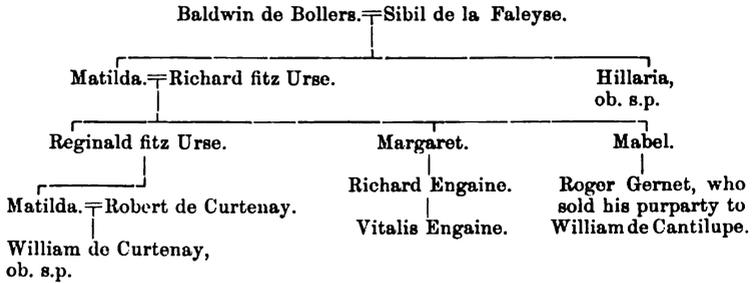 Baldwin de Bollers.╤Sibil de la Faleyse.
Matilda.╤Richard fitz Urse. Hillaria,
ob. s.p.
Reginald fitz Urse. Margaret. Mabel.
Richard Engaine. Roger Gernet, who
Matilda.╤Robert de Curtenay. sold his purparty to
Vitalis Engaine. William de Cantilupe.
William de Curtenay,
ob. s.p.